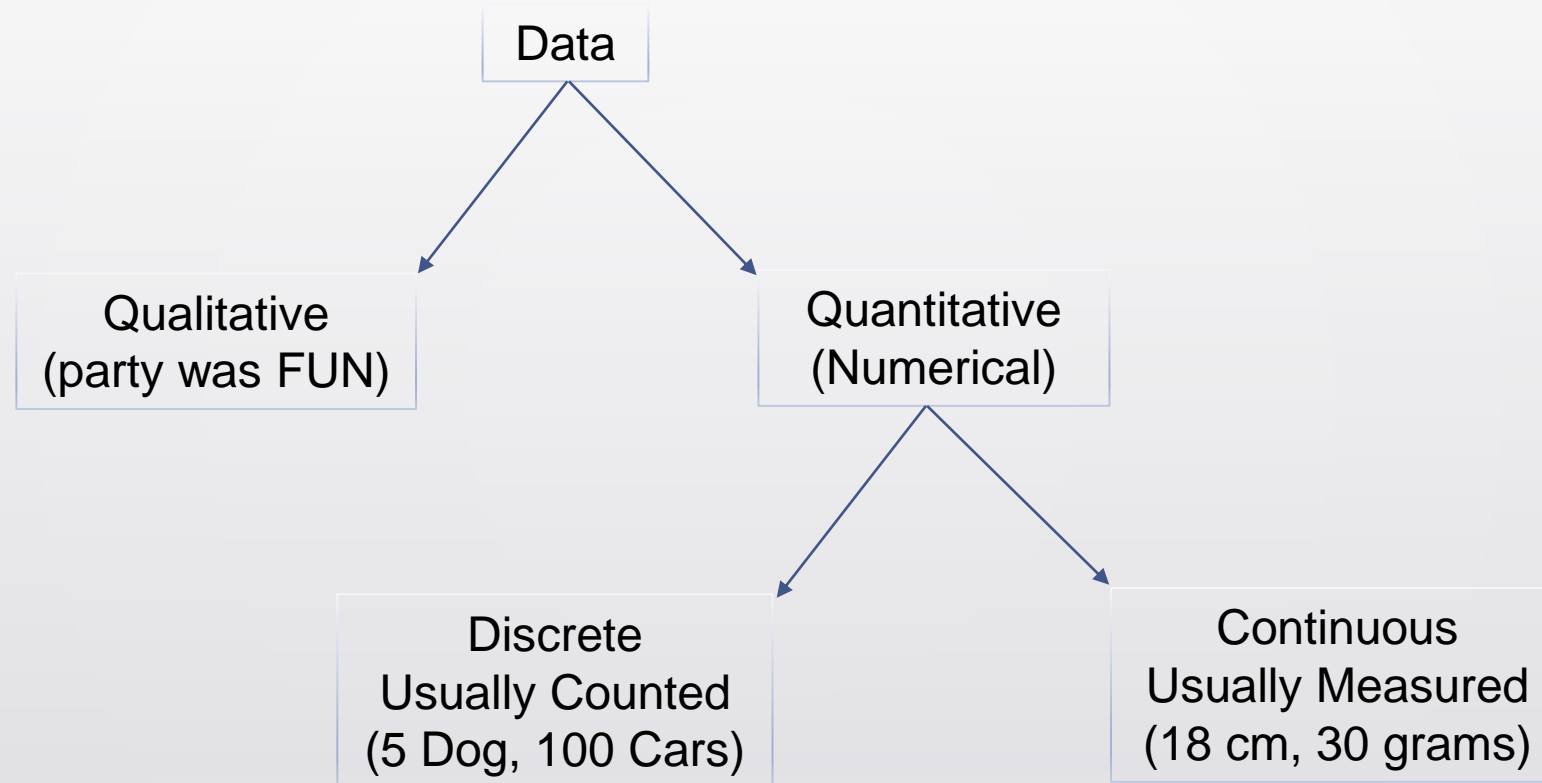 Data
Qualitative
(party was FUN)
Quantitative
(Numerical)
Discrete
Usually Counted
(5 Dog, 100 Cars)
Continuous
Usually Measured
(18 cm, 30 grams)